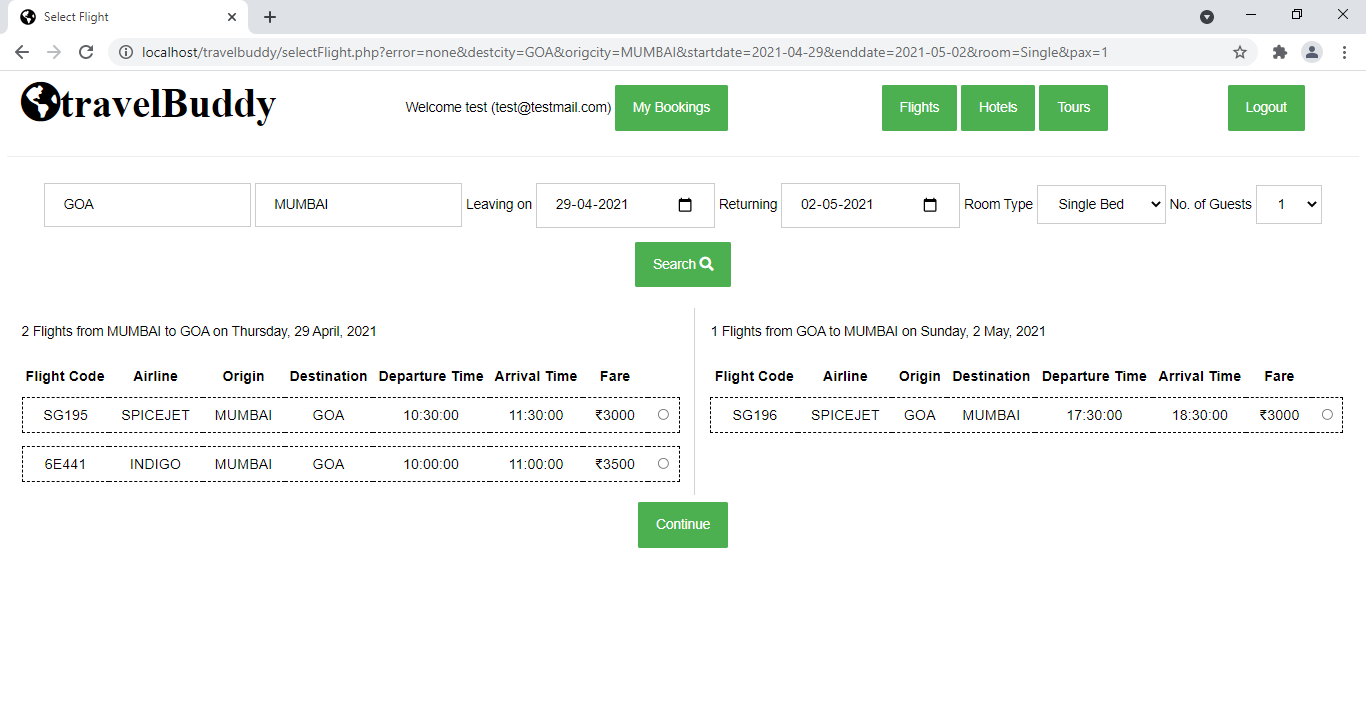 Select Flight
localhost/travelbuddy/selectFlight.php?error=none&destcity=GOA&origcity=MUMBAI&startdate=2021-04-29&enddate=2021-05-02&room=Single&pax=1
travelBuddy Welcome test (test@testmail.com) My Bookings Flights Hotels Tours Logout
GOA MUMBAI Leaving on 29-04-2021 Returning 02-05-2021 Room Type Single Bed No. of Guests 1
Search
2 Flights from MUMBAI to GOA on Thursday, 29 April, 2021
Flight Code Airline Origin Destination Departure Time Arrival Time Fare
SG195 SPICEJET MUMBAI GOA 10:30:00 11:30:00 ₹3000
6E441 INDIGO MUMBAI GOA 10:00:00 11:00:00 ₹3500
1 Flights from GOA to MUMBAI on Sunday, 2 May, 2021
Flight Code Airline Origin Destination Departure Time Arrival Time Fare
SG196 SPICEJET GOA MUMBAI 17:30:00 18:30:00 ₹3000
Continue